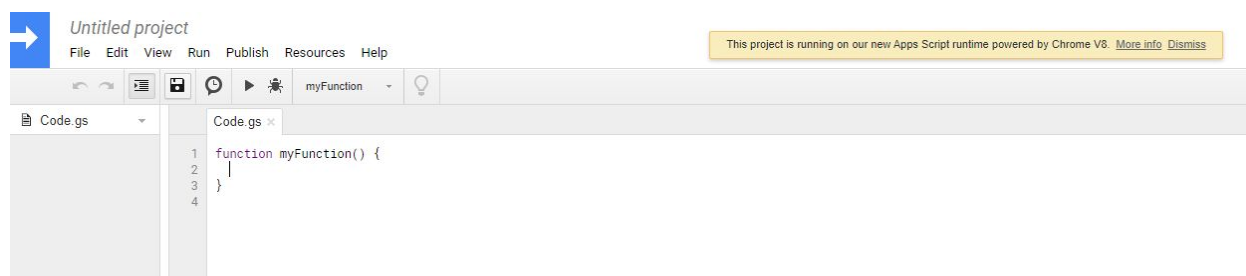 Untitled project
File Edit View Run Publish Resources Help
This project is running on our new Apps Script runtime powered by Chrome V8. More info Dismiss
myFunction
Code.gs
Code.gs
1 function myFunction() {
2
3 }
4